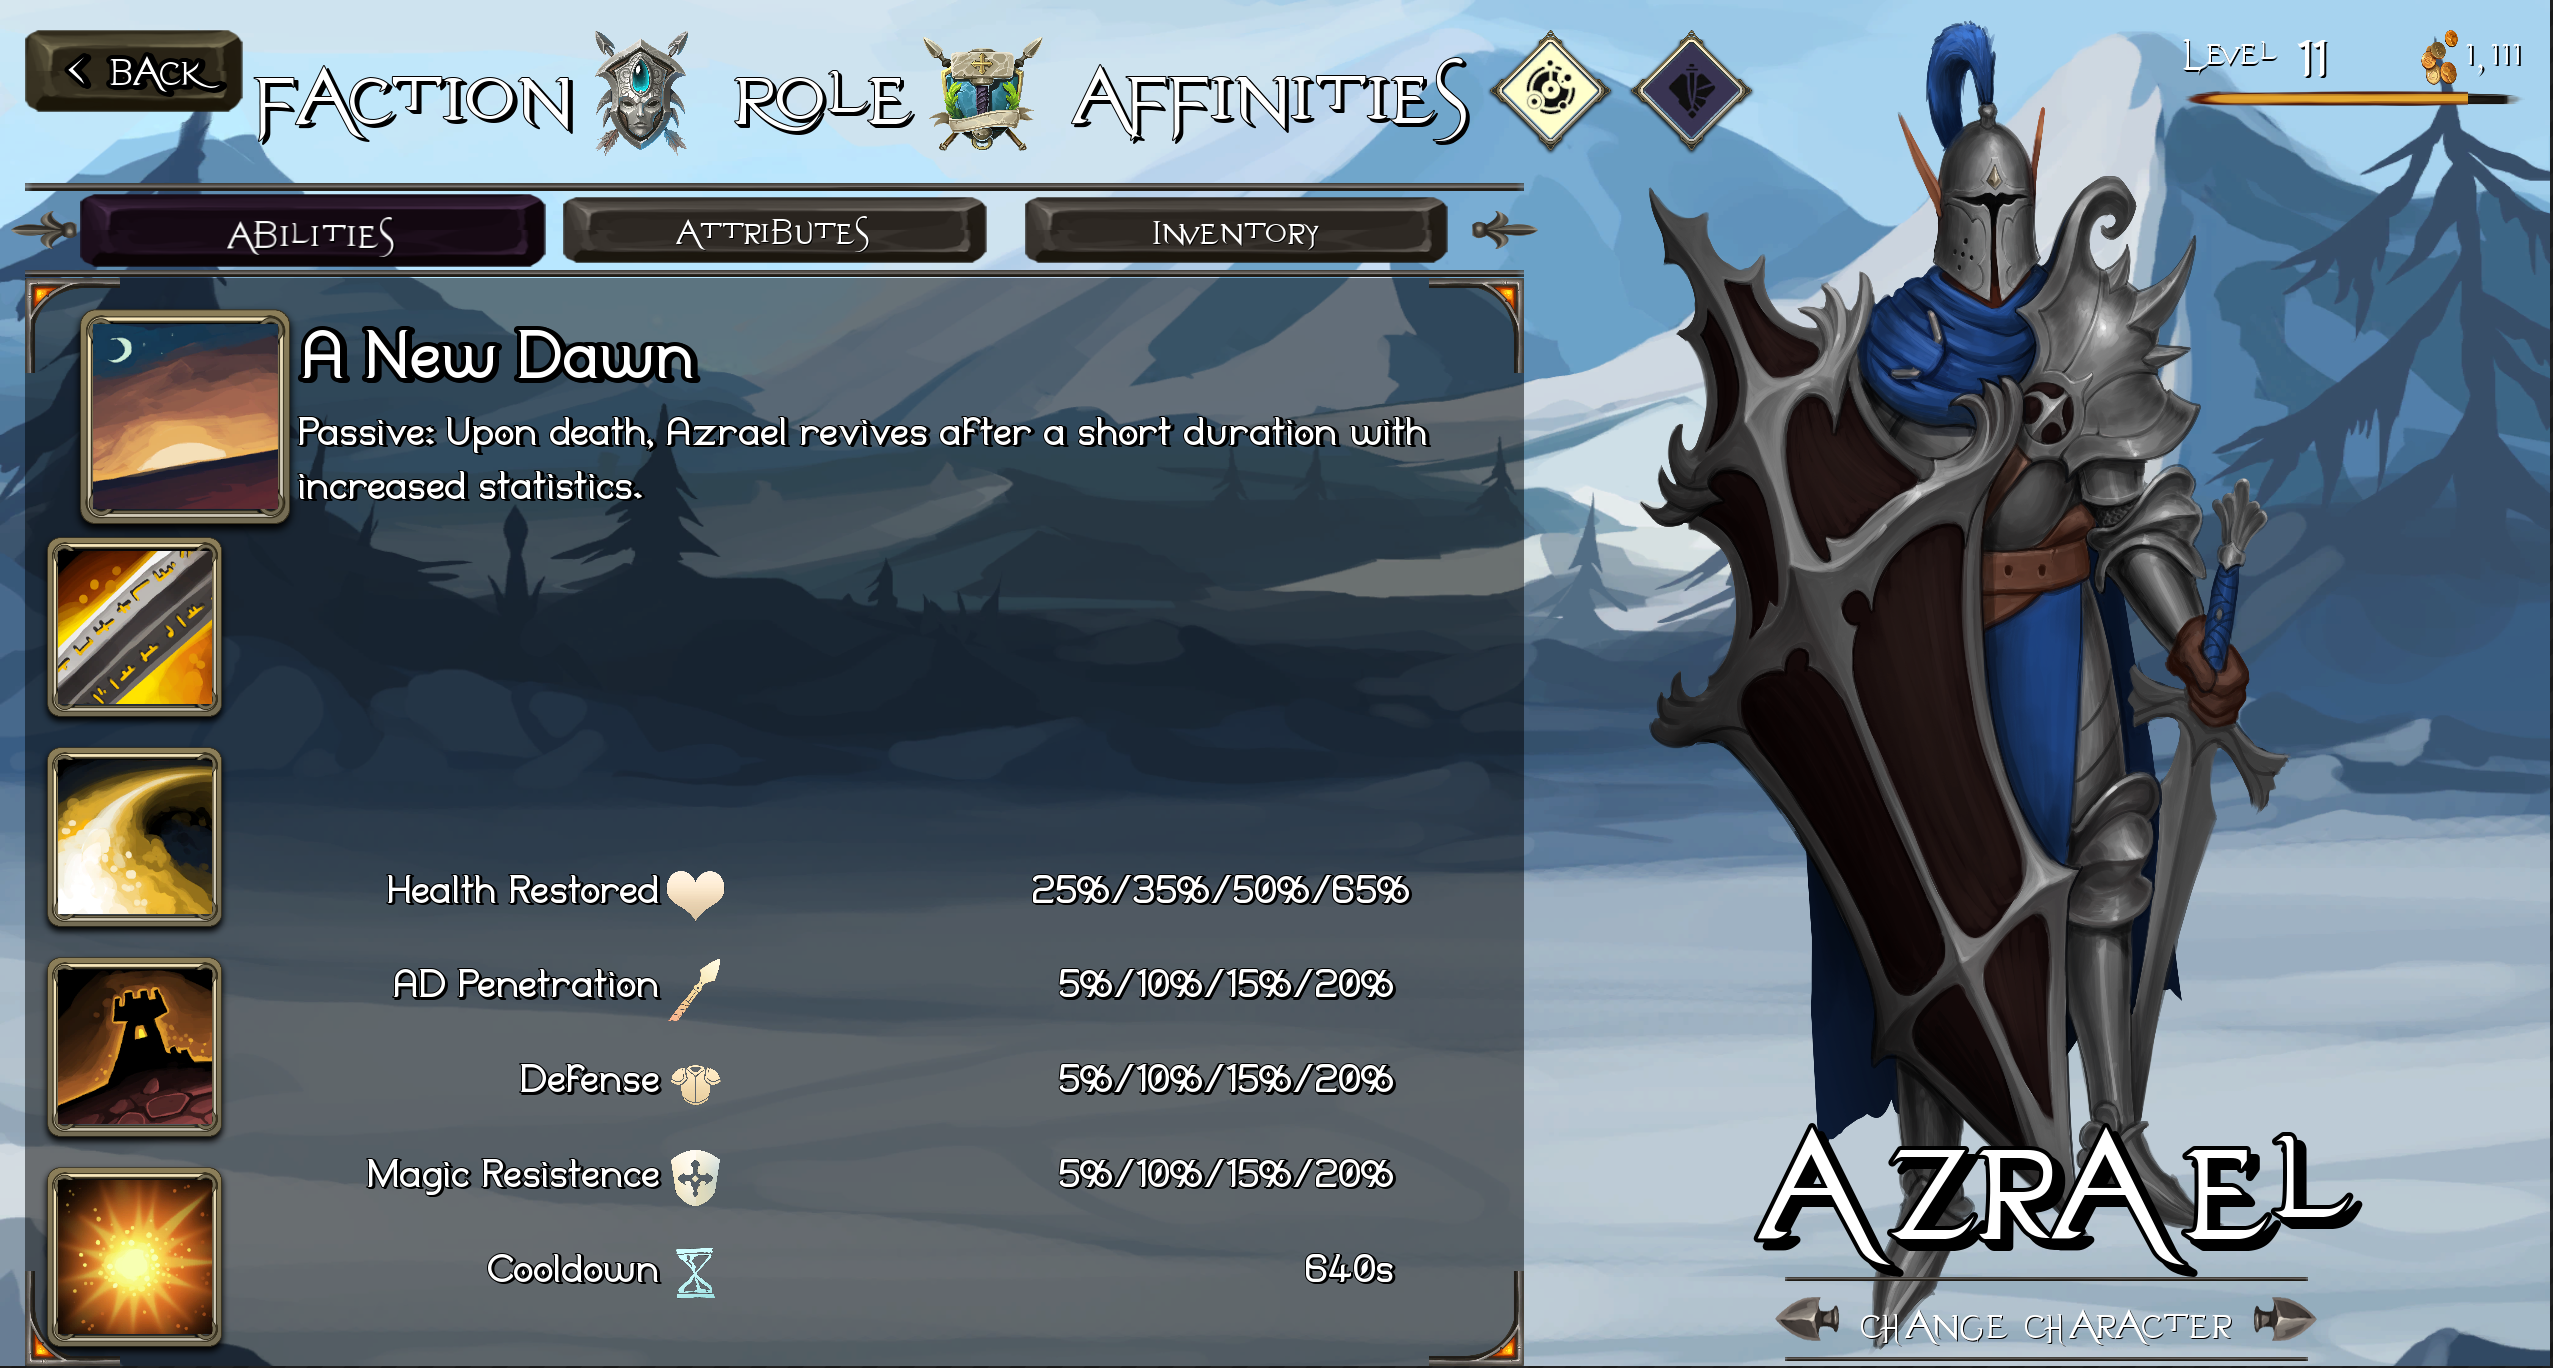 < BACK
FACTION
ROLE
AFFINITIES
LEVEL 11
1,111
ABILITIES
ATTRIBUTES
INVENTORY
A New Dawn
Passive: Upon death, Azrael revives after a short duration with
increased statistics.
Health Restored 25%/35%/50%/65%
AD Penetration 5%/10%/15%/20%
Defense 5%/10%/15%/20%
Magic Resistence 5%/10%/15%/20%
Cooldown 640s
AZRAEL
CHANGE CHARACTER